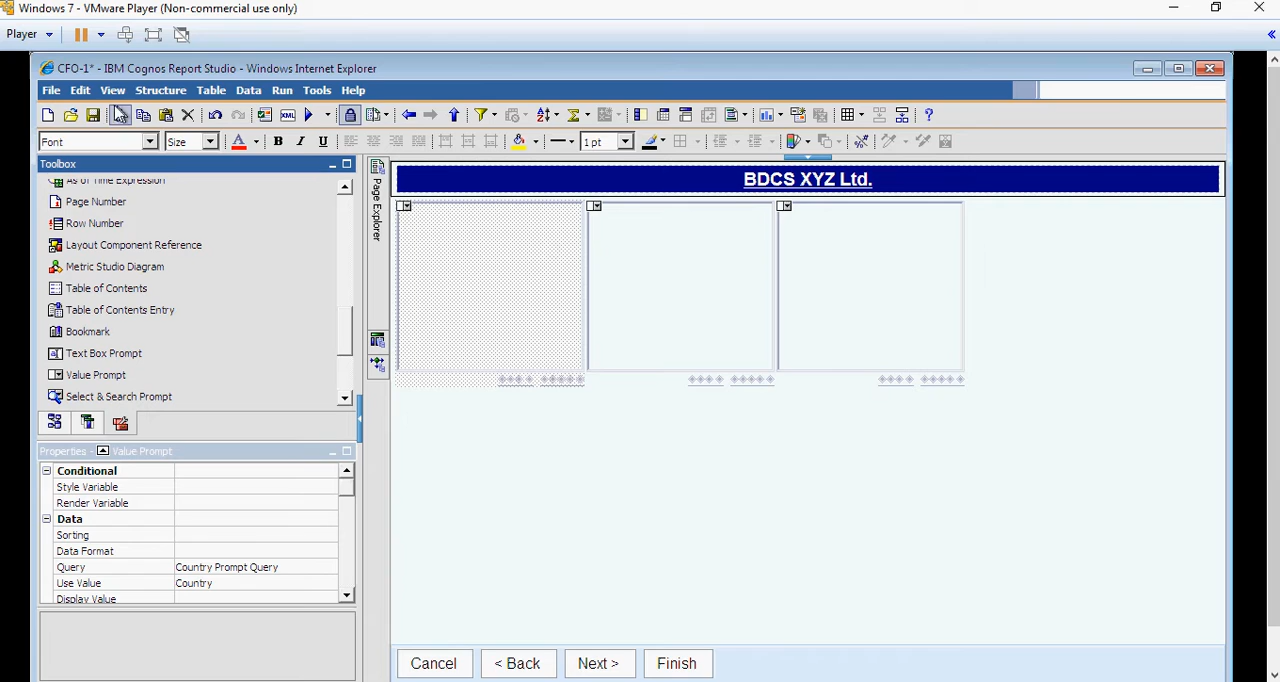 Windows 7 - VMware Player (Non-commercial use only)
Player
CFO-1* - IBM Cognos Report Studio - Windows Internet Explorer
File Edit View Structure Table Data Run Tools Help
Font Size B I U 1 pt
Toolbox
As of Time Expression
Page Number
Row Number
Layout Component Reference
Metric Studio Diagram
Table of Contents
Table of Contents Entry
Bookmark
Text Box Prompt
Value Prompt
Select & Search Prompt
Properties - Value Prompt
Conditional
Style Variable
Render Variable
Data
Sorting
Data Format
Query Country Prompt Query
Use Value Country
Display Value
Page Explorer
BDCS XYZ Ltd.
Cancel < Back Next > Finish